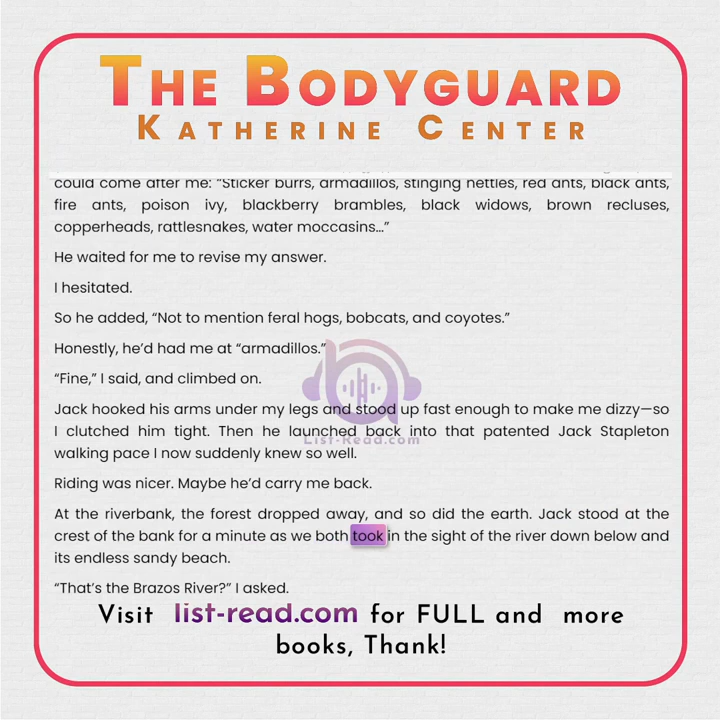 THE BODYGUARD
KATHERINE CENTER
could come after me: “Sticker burrs, armadillos, stinging nettles, red ants, black ants,
fire ants, poison ivy, blackberry brambles, black widows, brown recluses,
copperheads, rattlesnakes, water moccasins…”
He waited for me to revise my answer.
I hesitated.
So he added, “Not to mention feral hogs, bobcats, and coyotes.”
Honestly, he’d had me at “armadillos.”
“Fine,” I said, and climbed on.
Jack hooked his arms under my legs and stood up fast enough to make me dizzy—so
I clutched him tight. Then he launched back into that patented Jack Stapleton
List-Read.com
walking pace I now suddenly knew so well.
Riding was nicer. Maybe he’d carry me back.
At the riverbank, the forest dropped away, and so did the earth. Jack stood at the
crest of the bank for a minute as we both took in the sight of the river down below and
its endless sandy beach.
“That’s the Brazos River?” I asked.
Visit list-read.com for FULL and more
books, Thank!